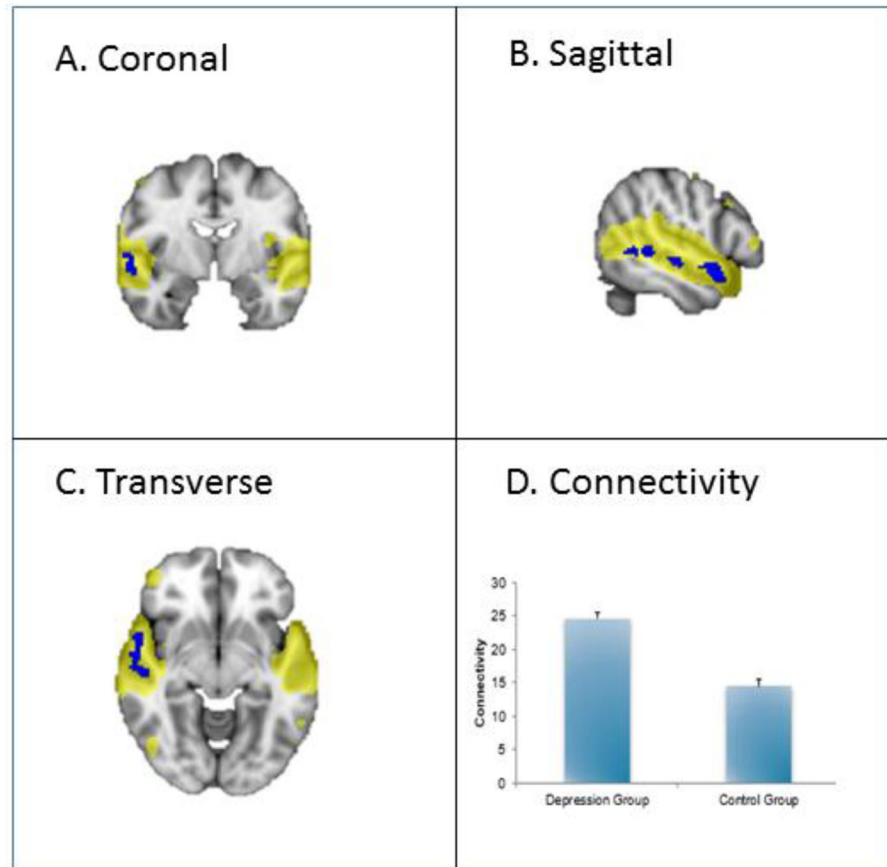 A. Coronal
B. Sagittal
C. Transverse
D. Connectivity
30
25
20
15
10
5
0
Connectivity
Depression Group
Control Group